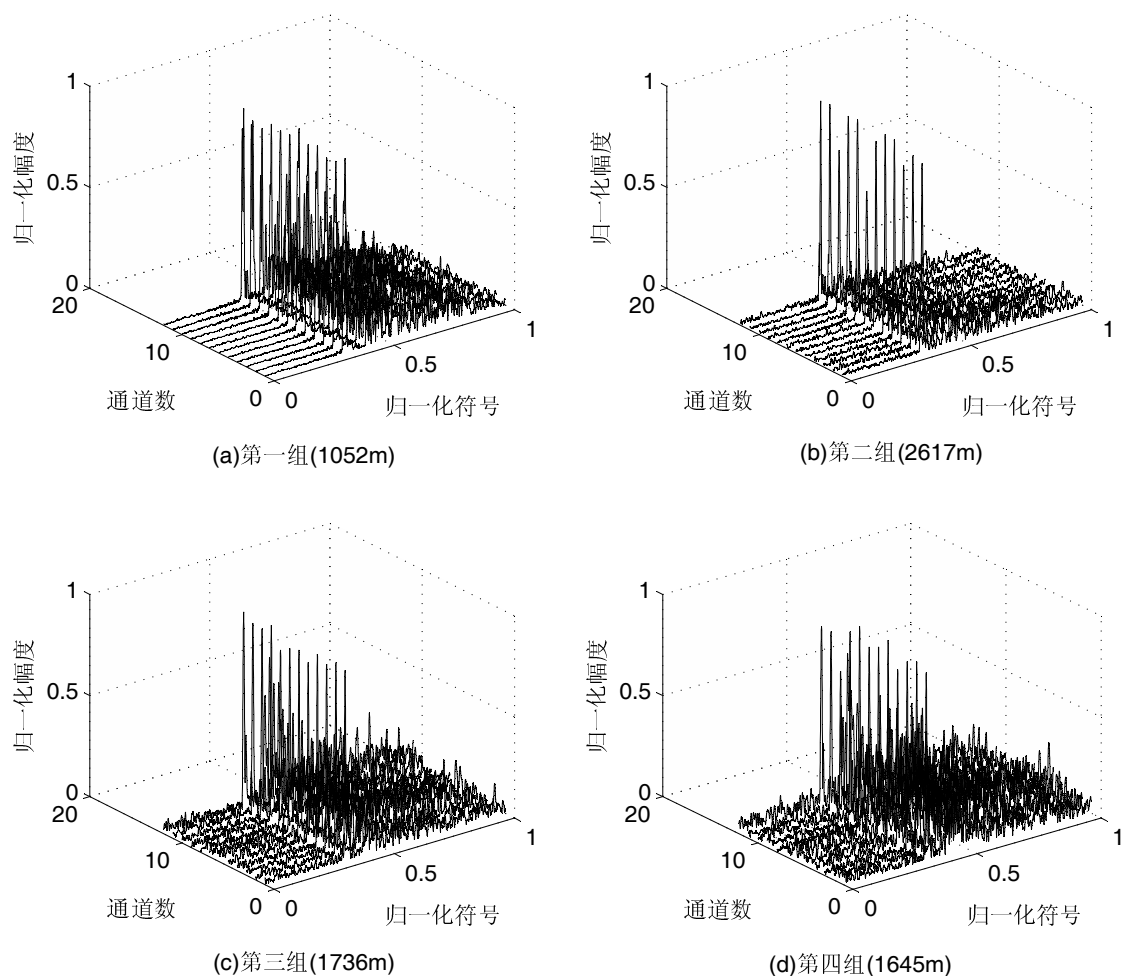 1
0.5
0
20
10
0
0
0.5
1
归一化幅度
通道数
归一化符号
(a)第一组(1052m)
1
0.5
0
20
10
0
0
0.5
1
归一化幅度
通道数
归一化符号
(b)第二组(2617m)
1
0.5
0
20
10
0
0
0.5
1
归一化幅度
通道数
归一化符号
(c)第三组(1736m)
1
0.5
0
20
10
0
0
0.5
1
归一化幅度
通道数
归一化符号
(d)第四组(1645m)